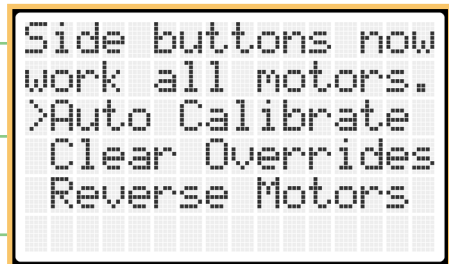 Side buttons now
work all motors.
>Auto Calibrate
Clear Overrides
Reverse Motors